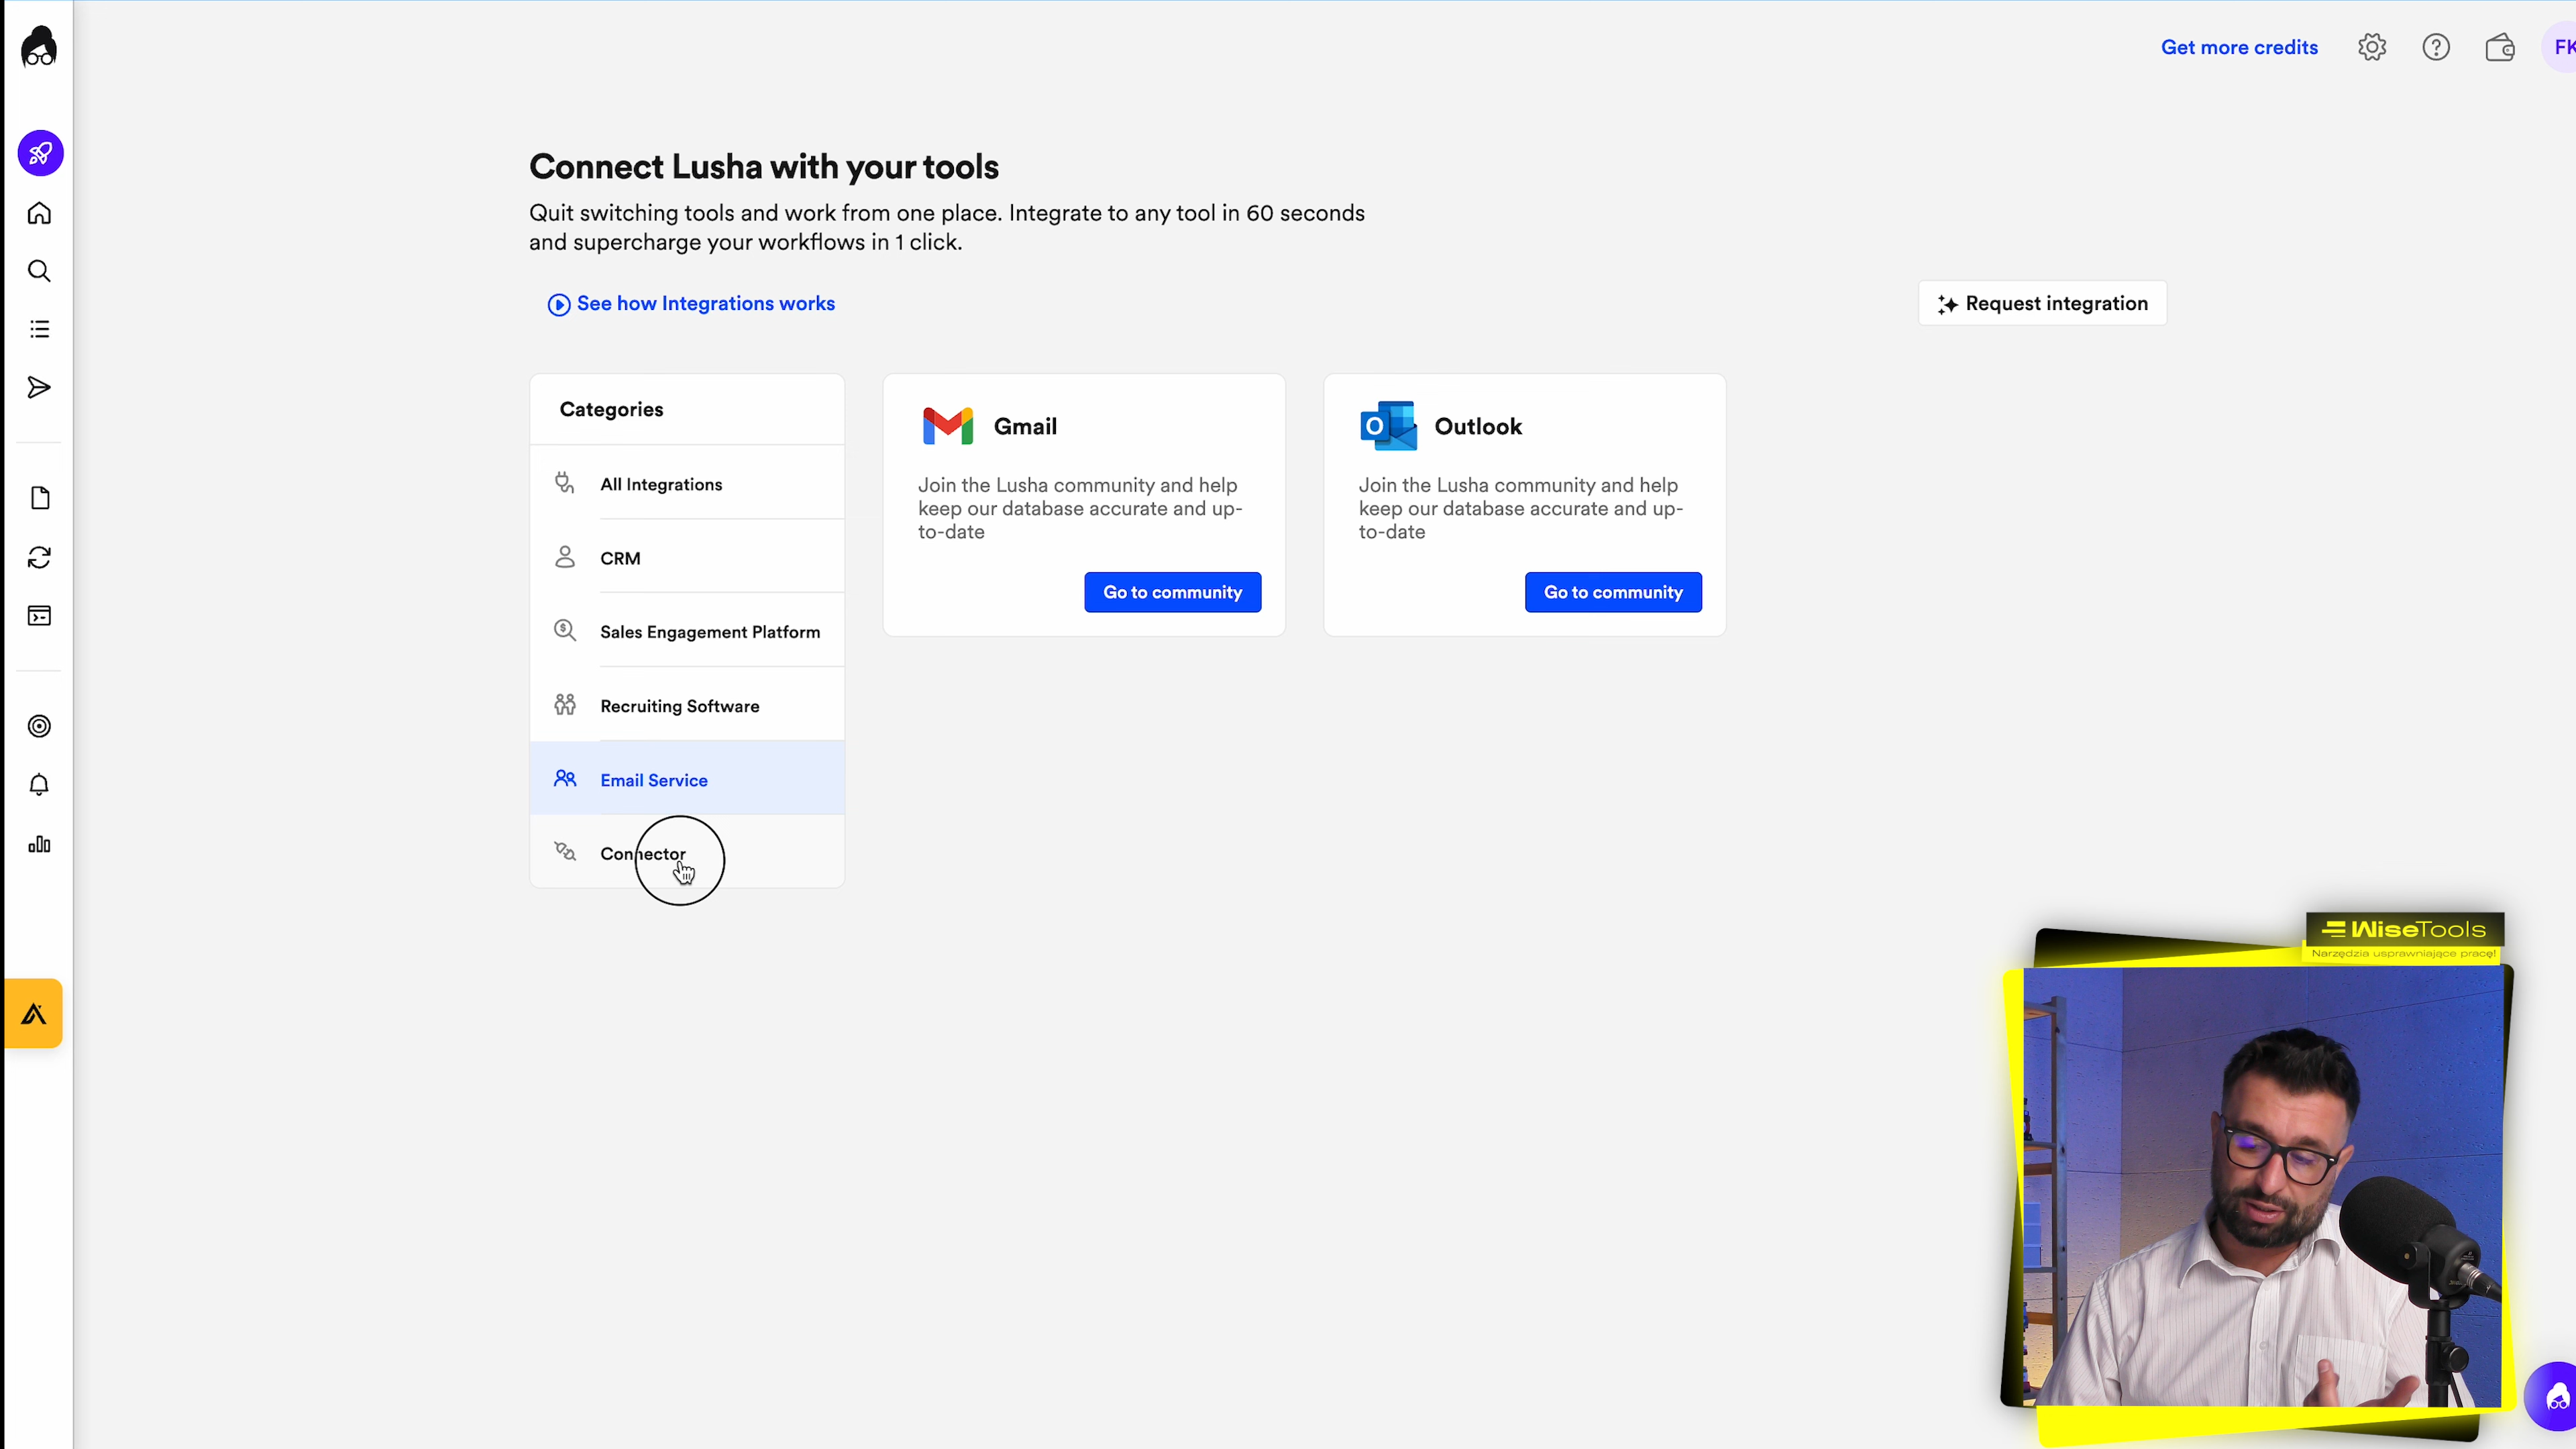 Get more credits
FK
Connect Lusha with your tools
Quit switching tools and work from one place. Integrate to any tool in 60 seconds
and supercharge your workflows in 1 click.
See how Integrations works
Request integration
Categories
All Integrations
CRM
Sales Engagement Platform
Recruiting Software
Email Service
Connector
Gmail
Join the Lusha community and help
keep our database accurate and up-
to-date
Go to community
Outlook
Join the Lusha community and help
keep our database accurate and up-
to-date
Go to community
WiseTools
Narzędzia usprawniające pracę!